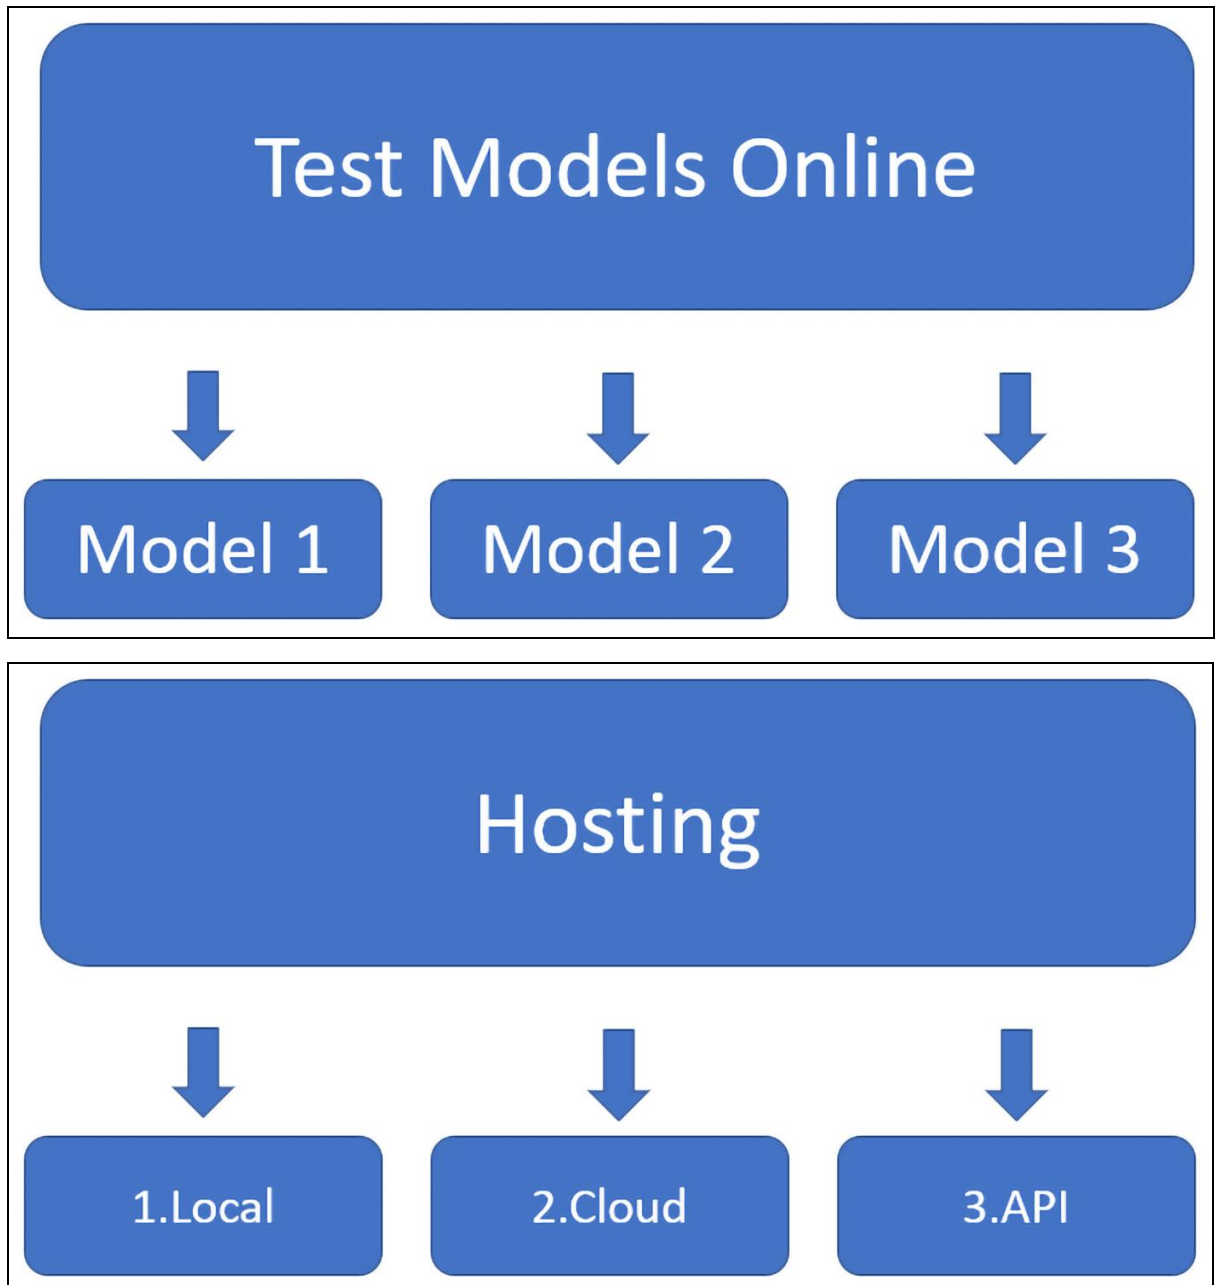 Test Models Online
Model 1
Model 2
Model 3
Hosting
1.Local
2.Cloud
3.API